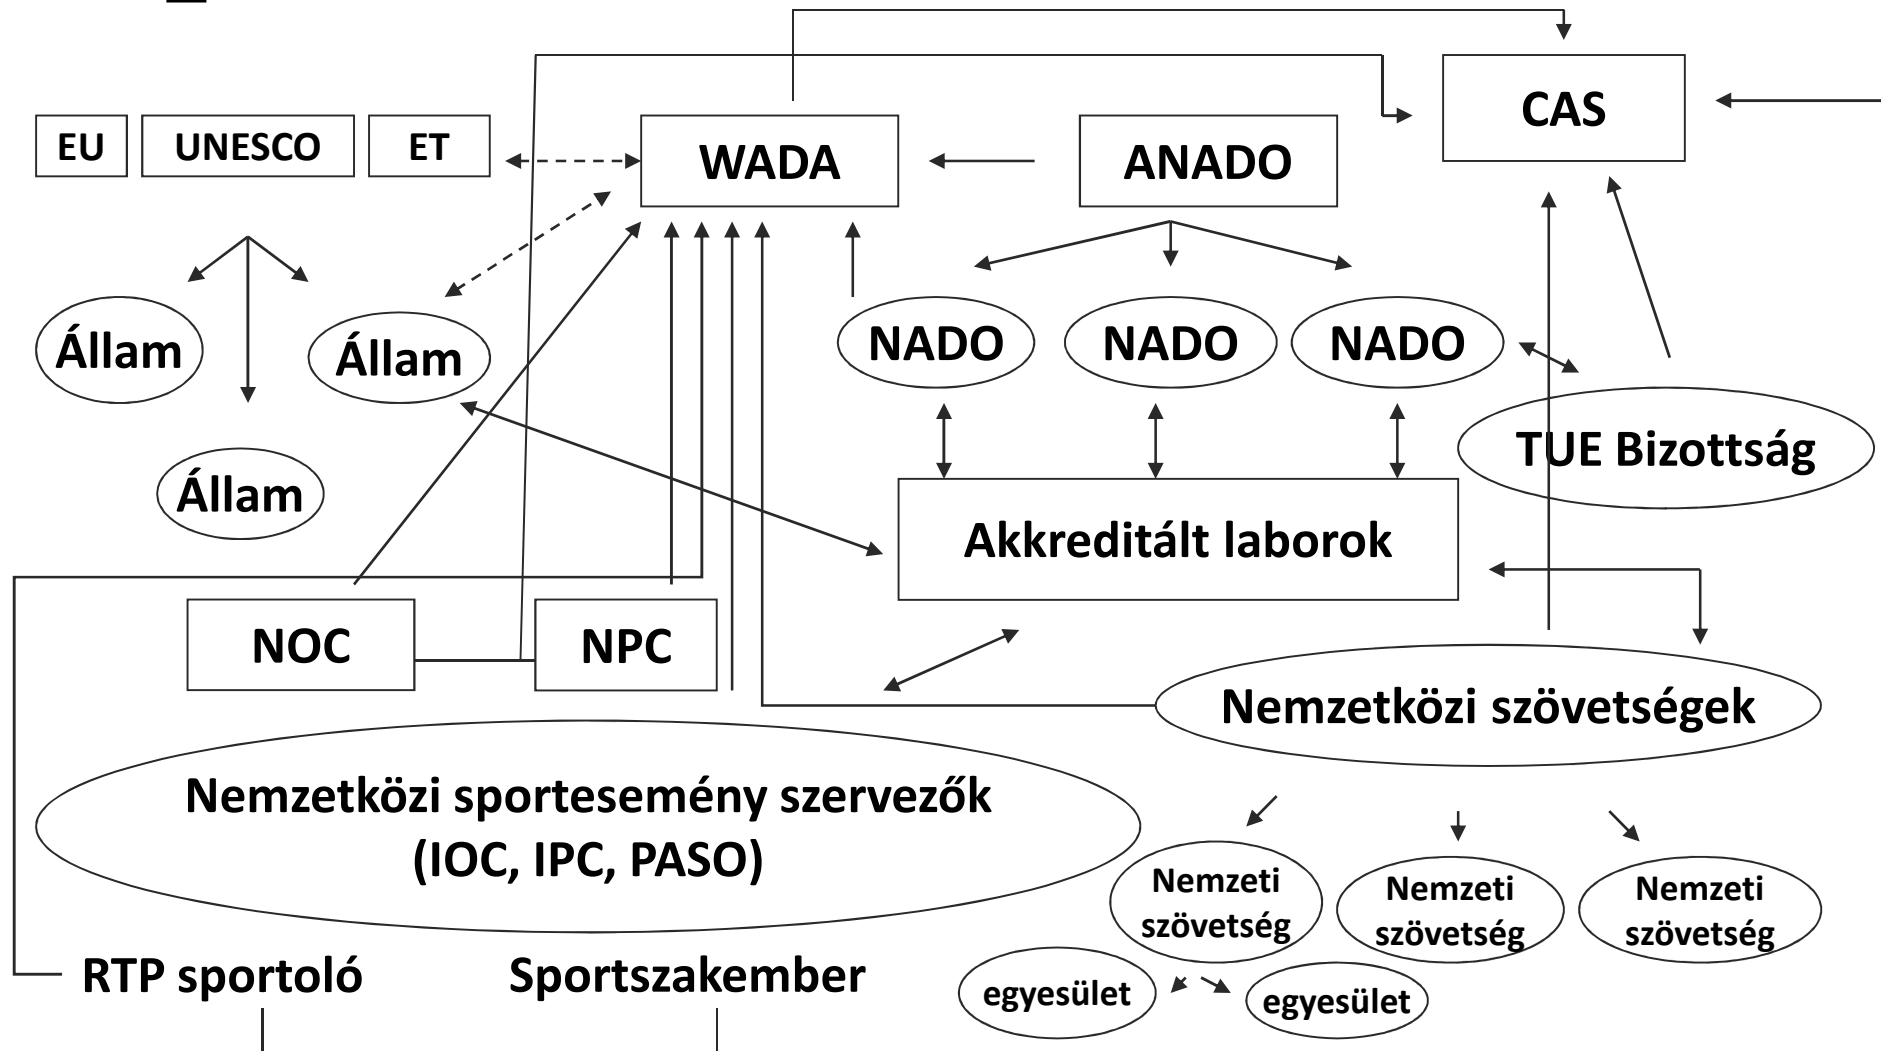 CAS
EU
UNESCO
ET
WADA
ANADO
Állam
Állam
NADO
NADO
NADO
TUE Bizottság
Állam
Akkreditált laborok
NOC
NPC
Nemzetközi szövetségek
Nemzetközi sportesemény szervezők
(IOC, IPC, PASO)
Nemzeti
szövetség
Nemzeti
szövetség
Nemzeti
szövetség
RTP sportoló
Sportszakember
egyesület
egyesület